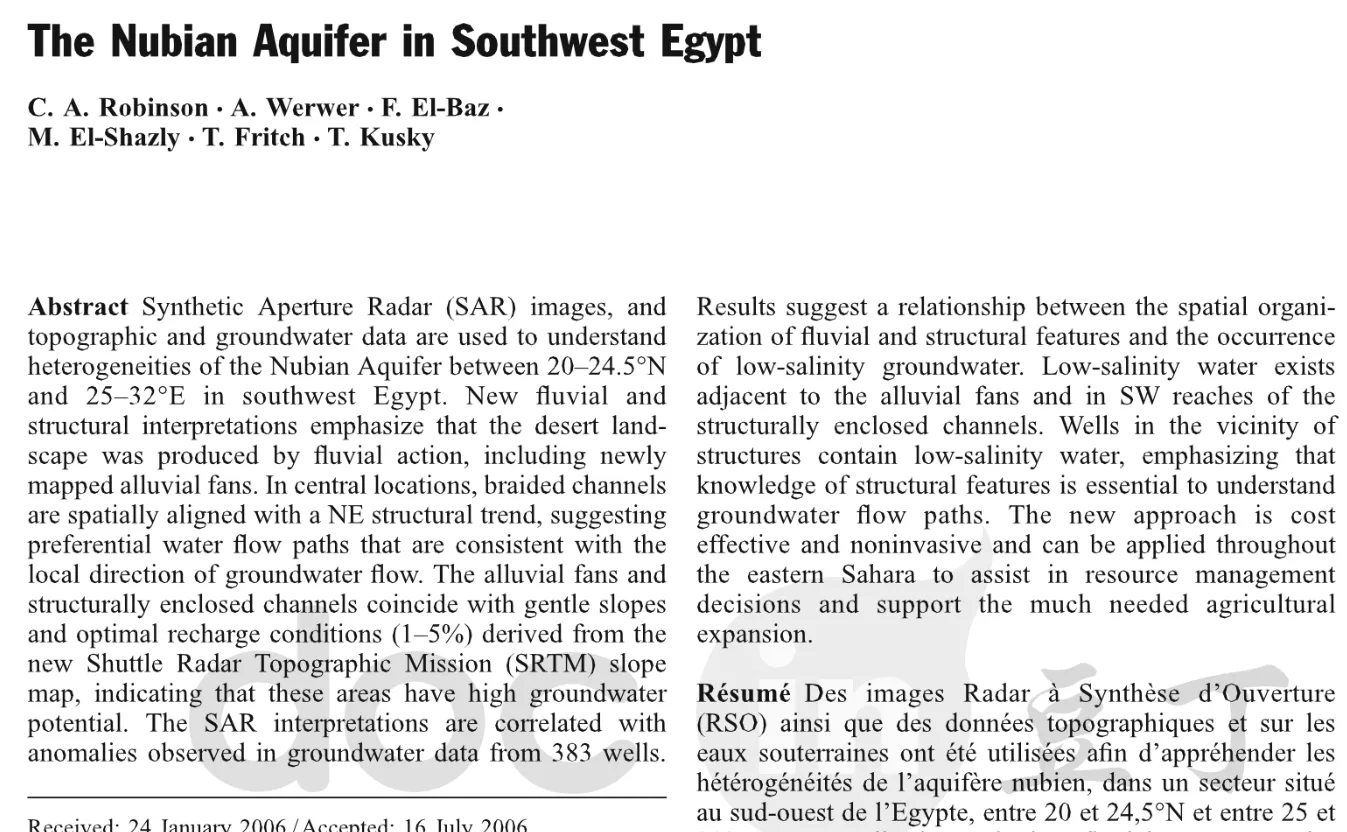 The Nubian Aquifer in Southwest Egypt
C. A. Robinson · A. Werwer · F. El-Baz ·
M. El-Shazly · T. Fritch · T. Kusky
Abstract Synthetic Aperture Radar (SAR) images, and
topographic and groundwater data are used to understand
heterogeneities of the Nubian Aquifer between 20–24.5°N
and 25–32°E in southwest Egypt. New fluvial and
structural interpretations emphasize that the desert land-
scape was produced by fluvial action, including newly
mapped alluvial fans. In central locations, braided channels
are spatially aligned with a NE structural trend, suggesting
preferential water flow paths that are consistent with the
local direction of groundwater flow. The alluvial fans and
structurally enclosed channels coincide with gentle slopes
and optimal recharge conditions (1–5%) derived from the
new Shuttle Radar Topographic Mission (SRTM) slope
map, indicating that these areas have high groundwater
potential. The SAR interpretations are correlated with
anomalies observed in groundwater data from 383 wells.
Received: 24 January 2006 / Accepted: 16 July 2006
Results suggest a relationship between the spatial organi-
zation of fluvial and structural features and the occurrence
of low-salinity groundwater. Low-salinity water exists
adjacent to the alluvial fans and in SW reaches of the
structurally enclosed channels. Wells in the vicinity of
structures contain low-salinity water, emphasizing that
knowledge of structural features is essential to understand
groundwater flow paths. The new approach is cost
effective and noninvasive and can be applied throughout
the eastern Sahara to assist in resource management
decisions and support the much needed agricultural
expansion.
Résumé Des images Radar à Synthèse d'Ouverture
(RSO) ainsi que des données topographiques et sur les
eaux souterraines ont été utilisées afin d'appréhender les
hétérogénéités de l'aquifère nubien, dans un secteur situé
au sud-ouest de l'Egypte, entre 20 et 24,5°N et entre 25 et
docin 豆丁